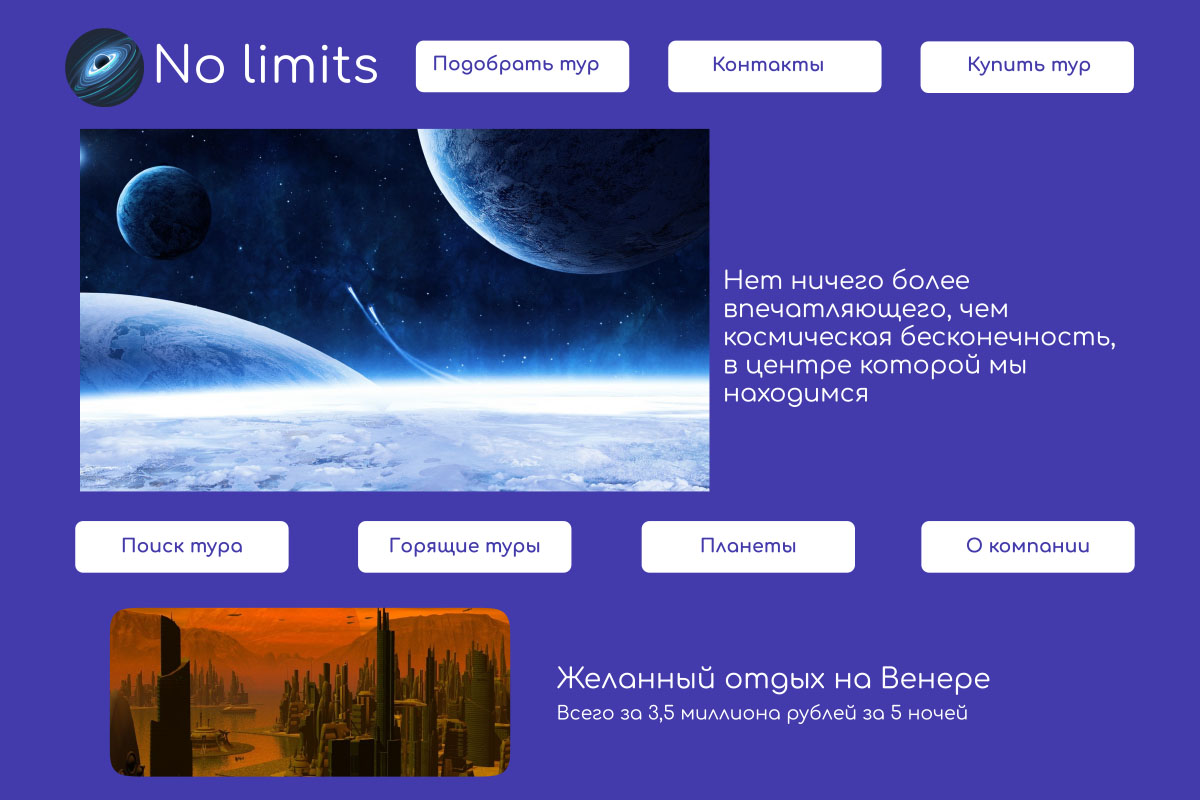 No limits
Подобрать тур
Контакты
Купить тур
Нет ничего более
впечатляющего, чем
космическая бесконечность,
в центре которой мы
находимся
Поиск тура
Горящие туры
Планеты
О компании
Желанный отдых на Венере
Всего за 3,5 миллиона рублей за 5 ночей